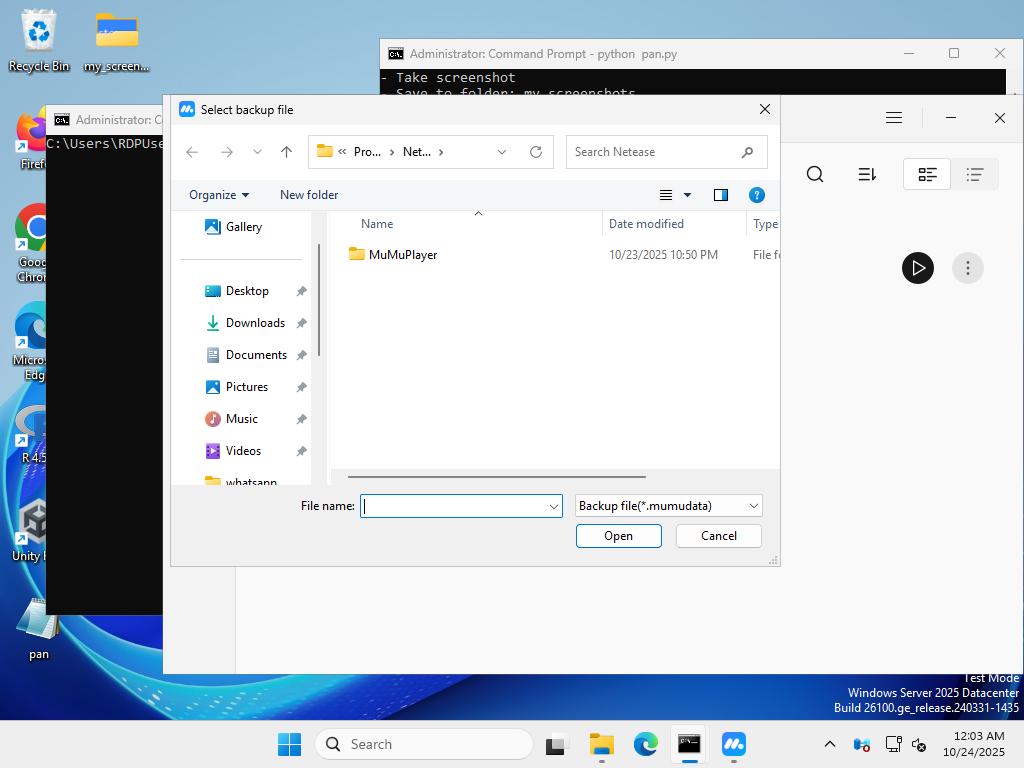 Recycle Bin
my_screen...
Administrator: Command Prompt - python  pan.py
- Take screenshot
- Save to folder: my_screenshots
Administrator: C
C:\Users\RDPUse
Select backup file
Pro...
Net...
Search Netease
Organize
New folder
Gallery
Desktop
Downloads
Documents
Pictures
Music
Videos
whatsapp
Name
Date modified
Type
MuMuPlayer
10/23/2025 10:50 PM
File fo
File name:
Backup file(*.mumudata)
Open
Cancel
Firef
Goog
Chron
Micros
Edg
R 4.5
Unity H
pan
Test Mode
Windows Server 2025 Datacenter
Build 26100.ge_release.240331-1435
Search
12:03 AM
10/24/2025